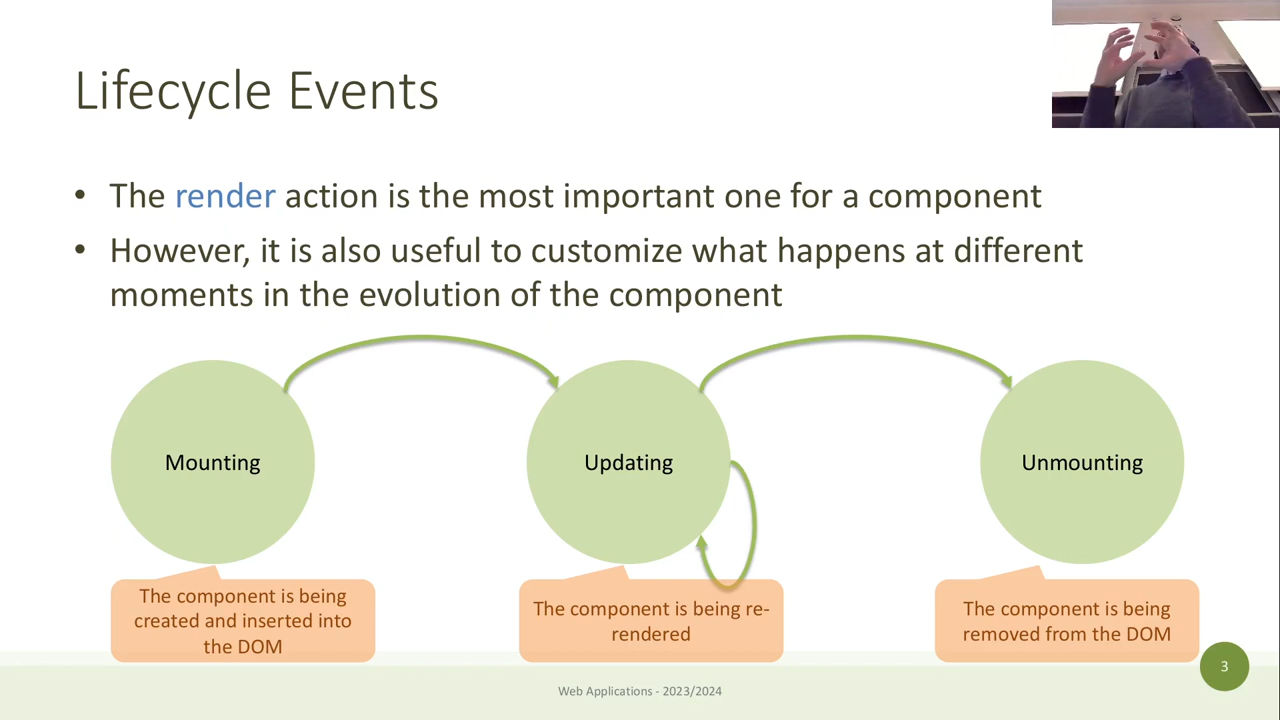 Lifecycle Events
• The render action is the most important one for a component
• However, it is also useful to customize what happens at different
moments in the evolution of the component
Mounting
Updating
Unmounting
The component is being
created and inserted into
the DOM
The component is being re-
rendered
The component is being
removed from the DOM
3
Web Applications - 2023/2024